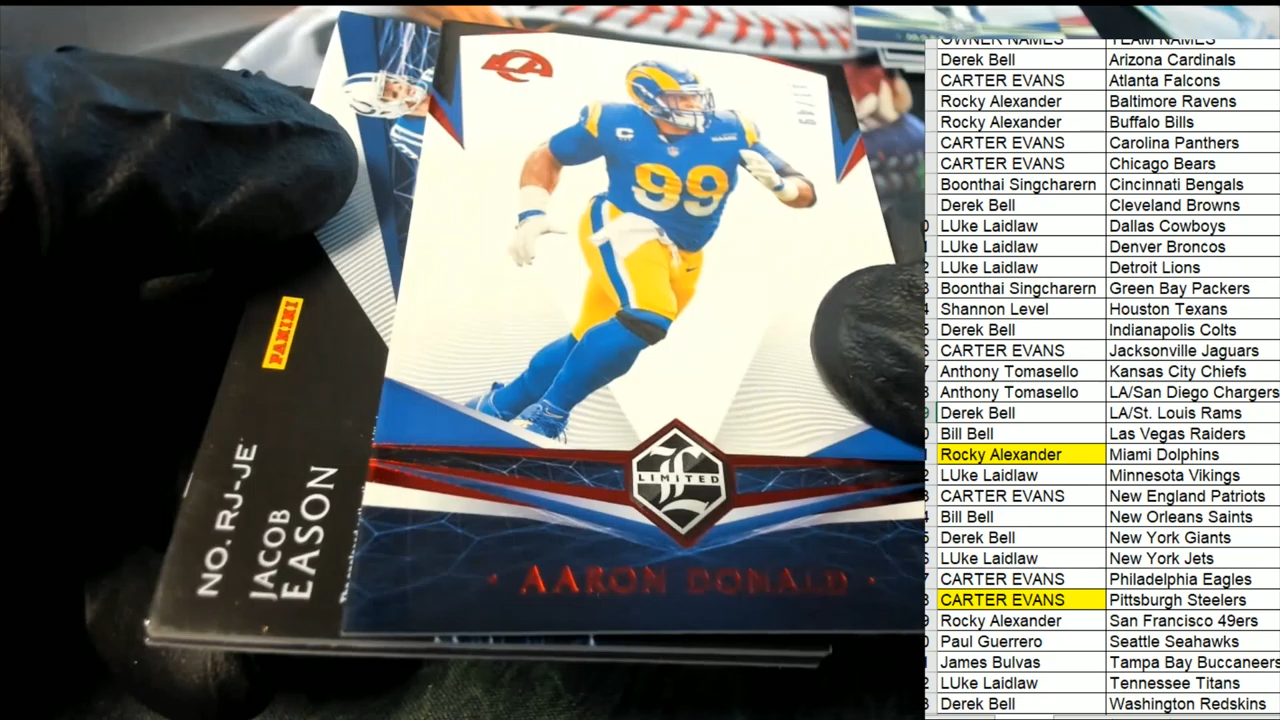 99
C
LIMITED
· AARON DONALD ·
PANINI
NO. RJ-JE
JACOB
EASON
OWNER NAMES TEAM NAMES
Derek Bell Arizona Cardinals
CARTER EVANS Atlanta Falcons
Rocky Alexander Baltimore Ravens
Rocky Alexander Buffalo Bills
CARTER EVANS Carolina Panthers
CARTER EVANS Chicago Bears
Boonthai Singcharern Cincinnati Bengals
Derek Bell Cleveland Browns
LUke Laidlaw Dallas Cowboys
LUke Laidlaw Denver Broncos
LUke Laidlaw Detroit Lions
Boonthai Singcharern Green Bay Packers
Shannon Level Houston Texans
Derek Bell Indianapolis Colts
CARTER EVANS Jacksonville Jaguars
Anthony Tomasello Kansas City Chiefs
Anthony Tomasello LA/San Diego Chargers
Derek Bell LA/St. Louis Rams
Bill Bell Las Vegas Raiders
Rocky Alexander Miami Dolphins
LUke Laidlaw Minnesota Vikings
CARTER EVANS New England Patriots
Bill Bell New Orleans Saints
Derek Bell New York Giants
LUke Laidlaw New York Jets
CARTER EVANS Philadelphia Eagles
CARTER EVANS Pittsburgh Steelers
Rocky Alexander San Francisco 49ers
Paul Guerrero Seattle Seahawks
James Bulvas Tampa Bay Buccaneers
LUke Laidlaw Tennessee Titans
Derek Bell Washington Redskins